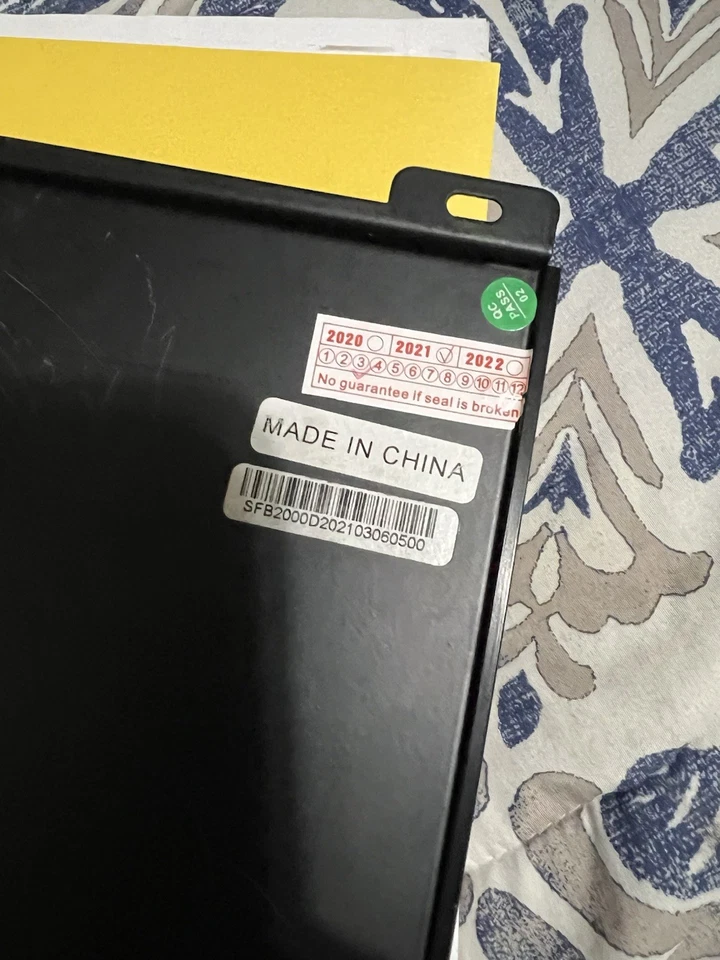 QC
PASS
02
2020 2021 ✓ 2022
1 2 3 4 5 6 7 8 9 10 11 12
No guarantee if seal is broken
MADE IN CHINA
SFB2000D202103060500